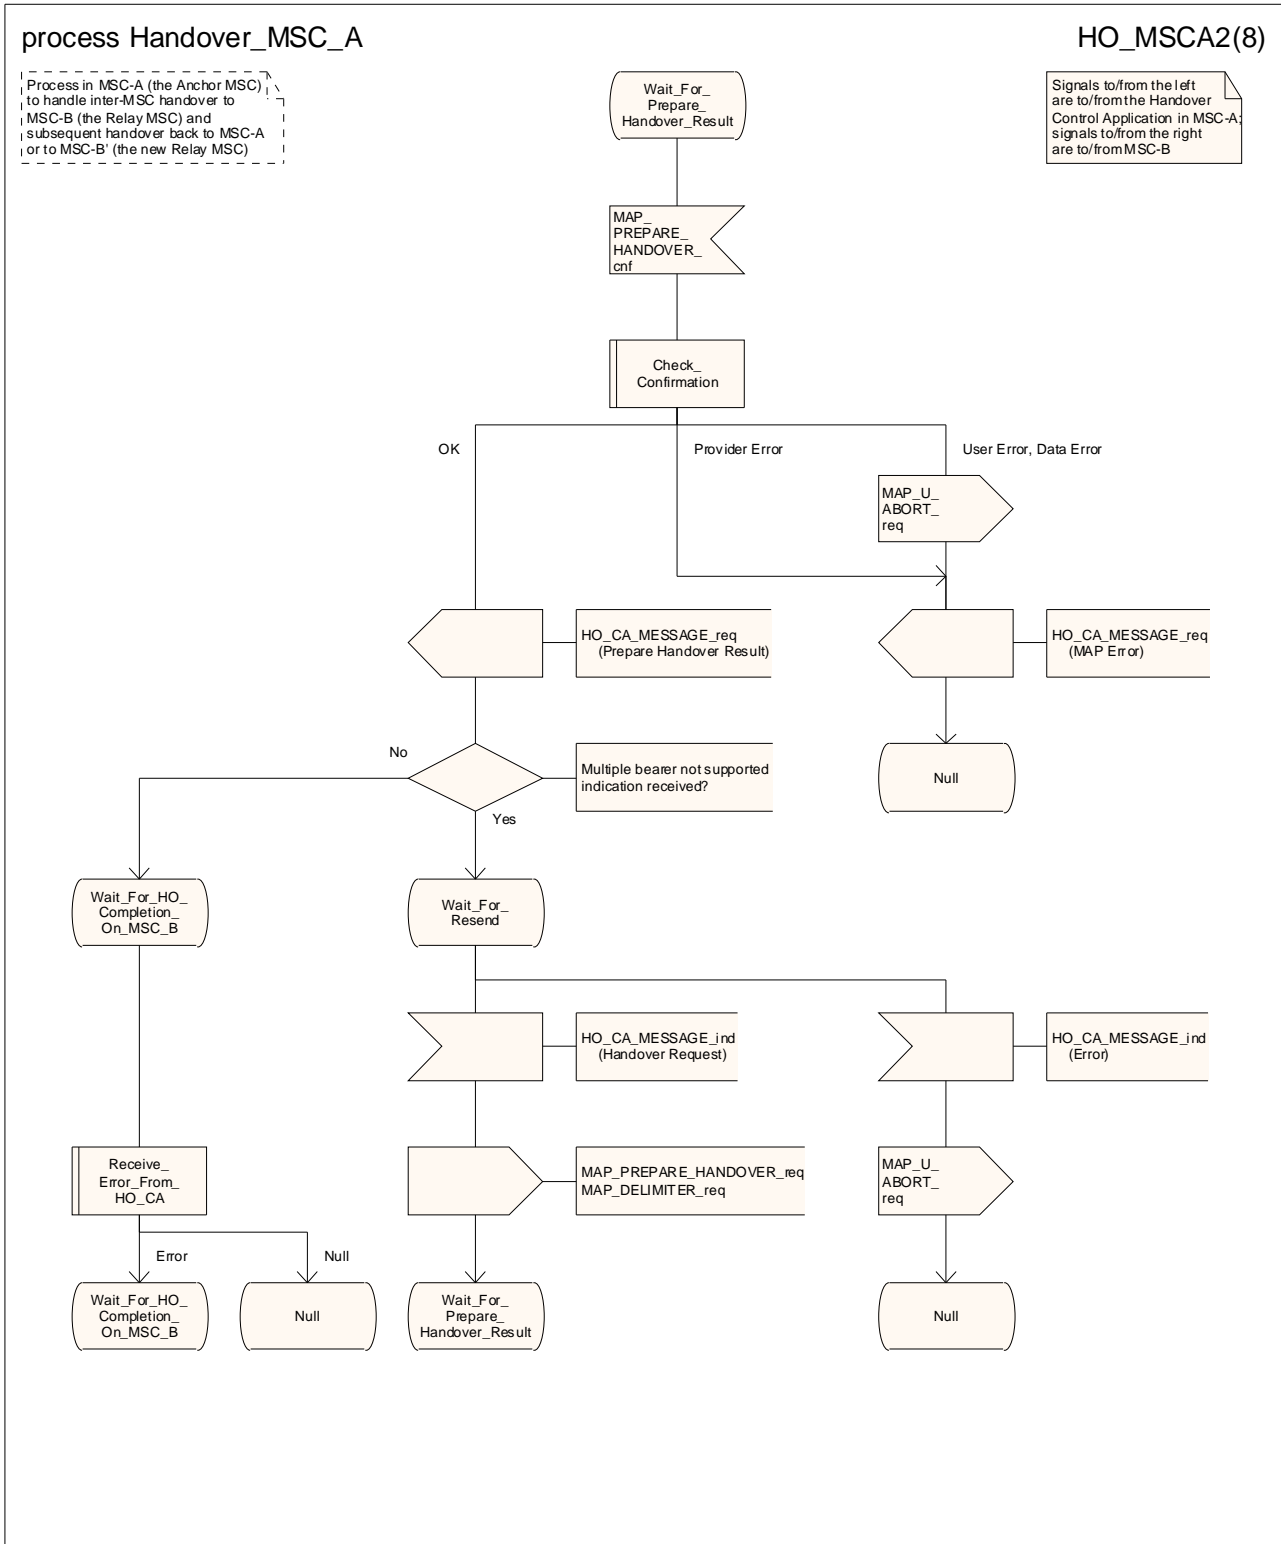 process Handover_MSC_A
HO_MSCA2(8)
Process in MSC-A (the Anchor MSC)
to handle inter-MSC handover to
MSC-B (the Relay MSC) and
subsequent handover back to MSC-A
or to MSC-B' (the new Relay MSC)
Wait_For_
Prepare_
Handover_Result
Signals to/from the left
are to/from the Handover
Control Application in MSC-A;
signals to/from the right
are to/from MSC-B
MAP_
PREPARE_
HANDOVER_
cnf
Check_
Confirmation
OK
Provider Error
User Error, Data Error
MAP_U_
ABORT_
req
HO_CA_MESSAGE_req
(Prepare Handover Result)
HO_CA_MESSAGE_req
(MAP Error)
No
Multiple bearer not supported
indication received?
Null
Yes
Wait_For_HO_
Completion_
On_MSC_B
Wait_For_
Resend
HO_CA_MESSAGE_ind
(Handover Request)
HO_CA_MESSAGE_ind
(Error)
Receive_
Error_From_
HO_CA
MAP_PREPARE_HANDOVER_req
MAP_DELIMITER_req
MAP_U_
ABORT_
req
Error
Null
Wait_For_HO_
Completion_
On_MSC_B
Null
Wait_For_
Prepare_
Handover_Result
Null